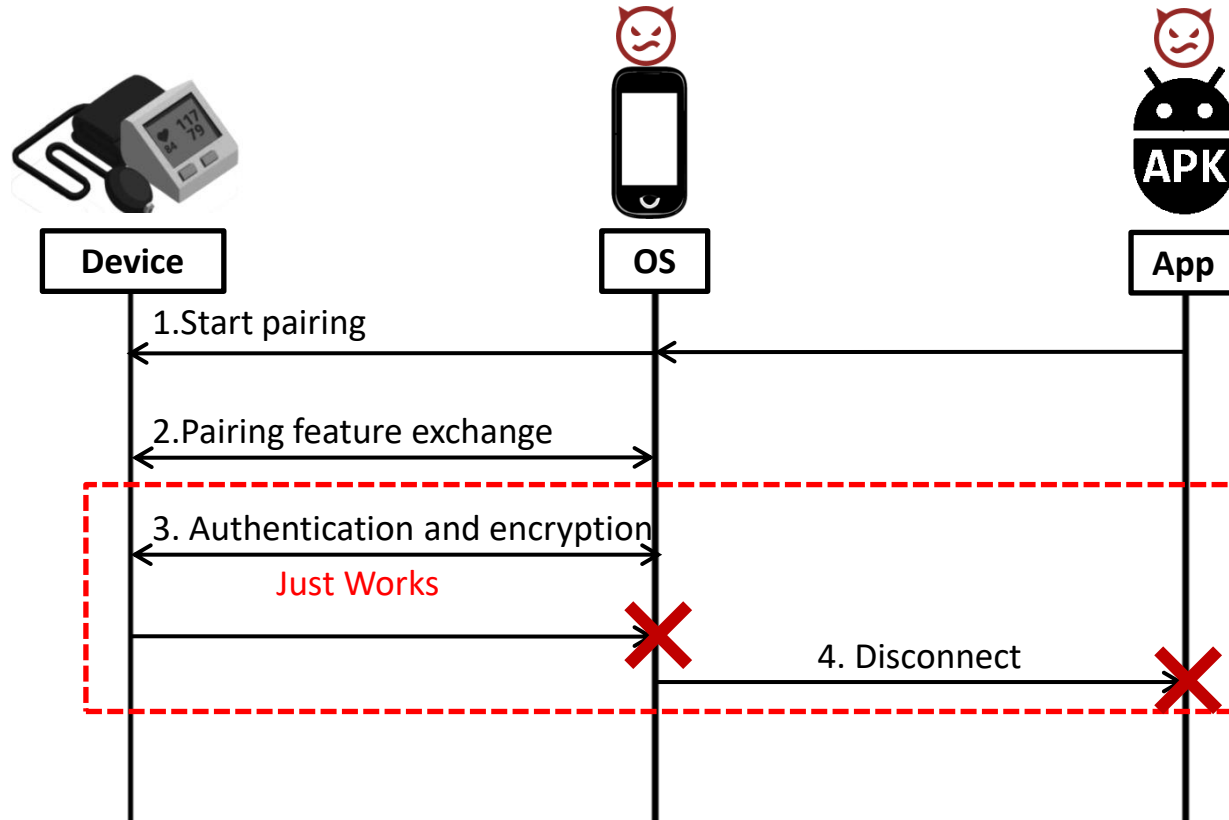 117
79
84
APK
Device
OS
App
1.Start pairing
2.Pairing feature exchange
3. Authentication and encryption
Just Works
4. Disconnect